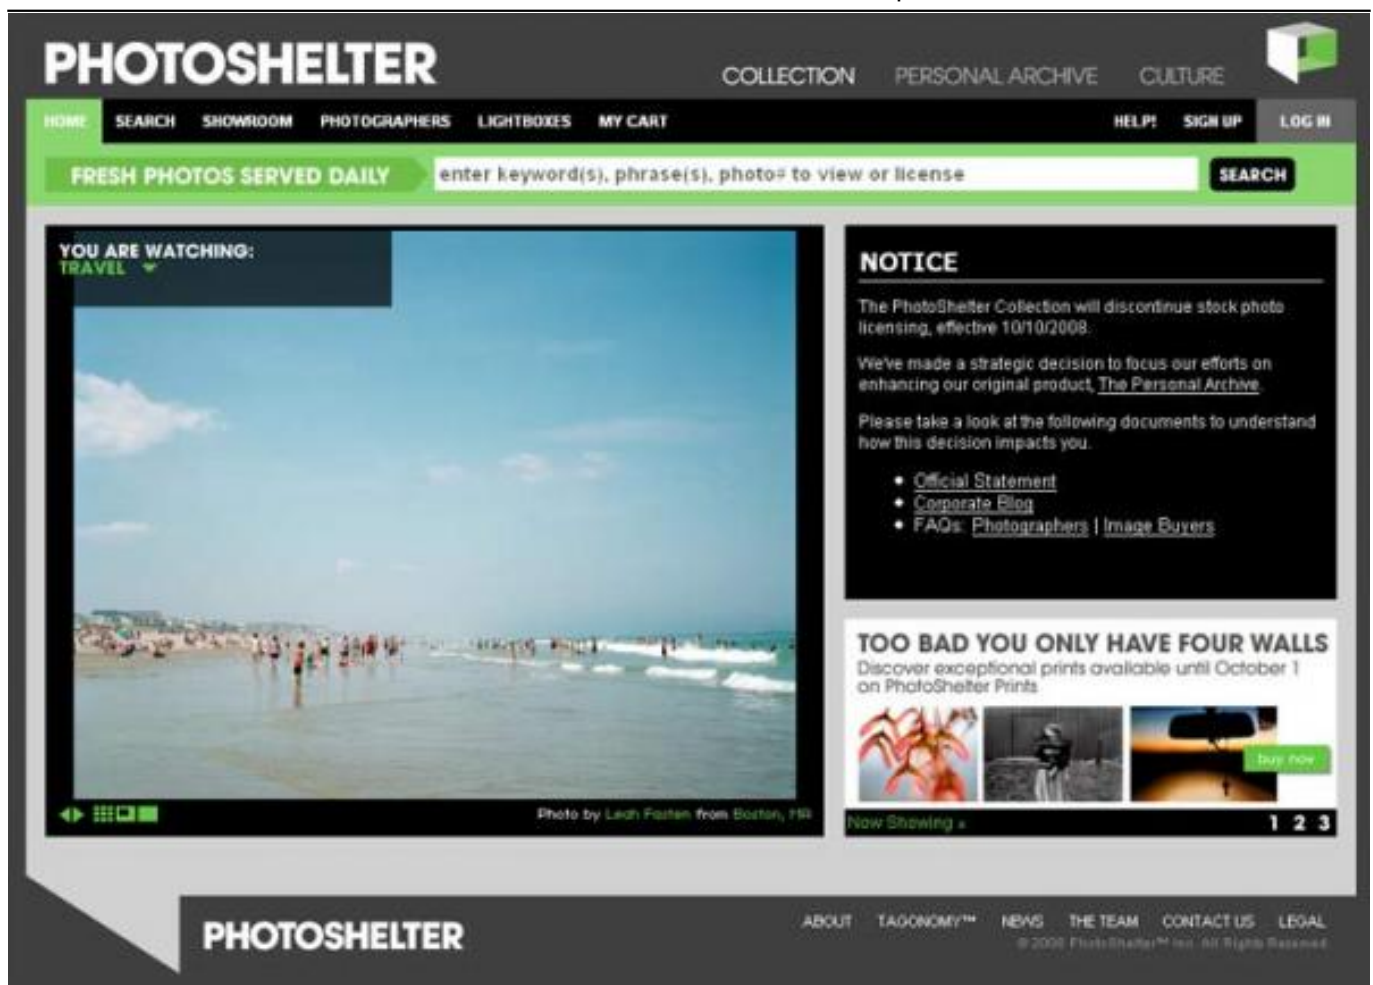 PHOTOSHELTER
COLLECTION PERSONAL ARCHIVE CULTURE
HOME SEARCH SHOWROOM PHOTOGRAPHERS LIGHTBOXES MY CART HELP! SIGN UP LOG IN
FRESH PHOTOS SERVED DAILY enter keyword(s), phrase(s), photo# to view or license SEARCH
YOU ARE WATCHING:
TRAVEL
Photo by Leah Fasten from Boston, MA
NOTICE
The PhotoShelter Collection will discontinue stock photo
licensing, effective 10/10/2008.
We've made a strategic decision to focus our efforts on
enhancing our original product, The Personal Archive.
Please take a look at the following documents to understand
how this decision impacts you.
• Official Statement
• Corporate Blog
• FAQs: Photographers | Image Buyers
TOO BAD YOU ONLY HAVE FOUR WALLS
Discover exceptional prints available until October 1
on PhotoShelter Prints
buy now
Now Showing » 1 2 3
PHOTOSHELTER
ABOUT TAGONOMY™ NEWS THE TEAM CONTACT US LEGAL
© 2008 PhotoShelter™ Inc. All Rights Reserved.